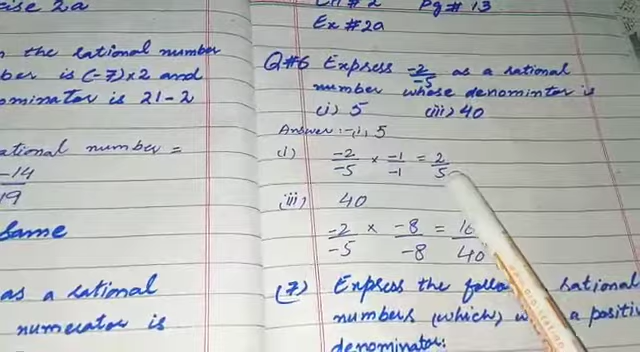 2a
Pg# 13
Ex #2a
the rational number
is (-7)×2 and
is 21-2
rational number =
-14
19
Same
as a rational
numerator is
Q#6 Express -2/-5 as a rational
number whose denomintor is
(i) 5 (iii) 40
Answer:-(i) 5
(i) -2/-5 × -1/-1 = 2/5
(iii) 40
-2/-5 × -8/-8 = 16/40
(7) Express the rational
numbers (which) a
denominator: